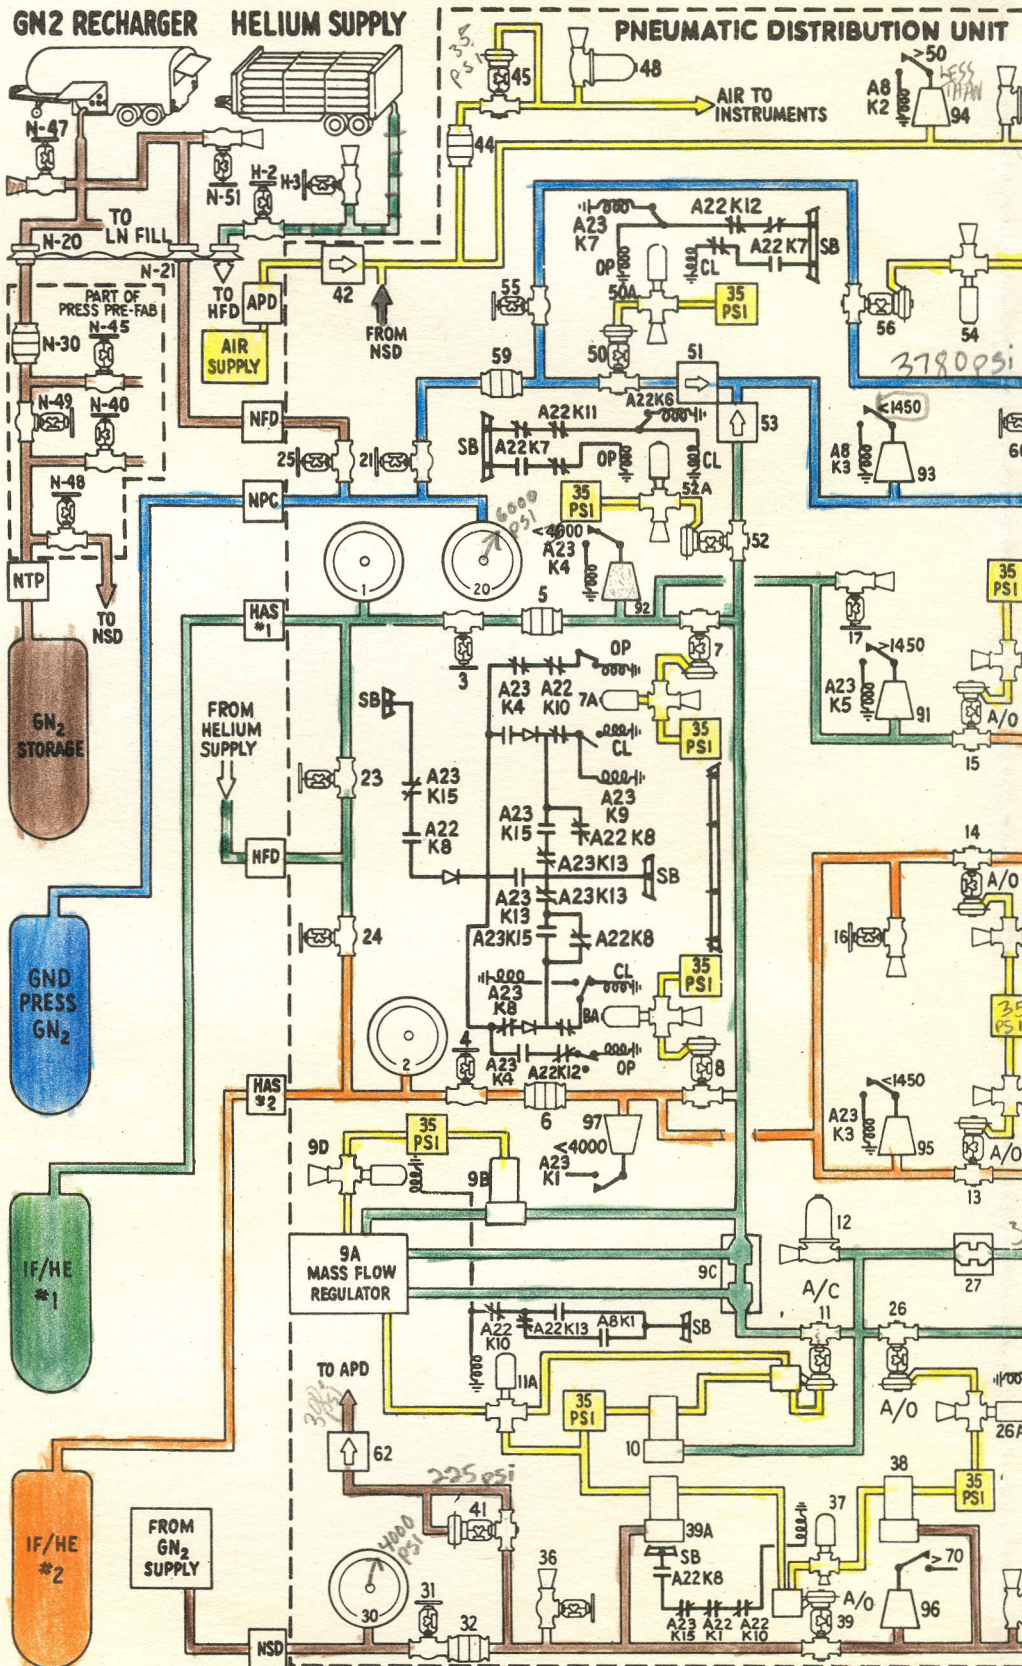 GN2 RECHARGER
HELIUM SUPPLY
PNEUMATIC DISTRIBUTION UNIT
35
PSI
45
48
>50
LESS
THAN
A8
K2
94
AIR TO
INSTRUMENTS
N-47
44
N-51
H-2
H-3
TO
LN FILL
N-20
N-21
TO
HFD
APD
42
FROM
NSD
AIR
SUPPLY
A23
K7
A22K12
A22K7
SB
OP
CL
50A
35
PSI
55
50
51
56
54
PART OF
PRESS PRE-FAB
N-45
N-30
N-49
N-40
N-48
59
3780psi
<1450
A8
K3
93
NFD
25
21
A22K11
A22K6
SB
A22K7
OP
CL
53
52A
35
PSI
52
NPC
6000
PSI
1
20
<4000
A23
K4
92
NTP
TO
NSD
HAS
#1
5
3
7
17
35
PSI
>1450
A23
K5
91
A/O
15
GN2
STORAGE
FROM
HELIUM
SUPPLY
SB
OP
A23
K4
A22
K10
7A
35
PSI
CL
A23
K9
23
A23
K15
A22
K8
A23
K15
A22K8
A23K13
SB
A23K13
A23
K13
A23K15
A22K8
HFD
14
A/O
24
16
GND
PRESS
GN2
CL
A23
K8
8A
35
PSI
35
PSI
2
4
A23
K4
A22K12
OP
8
HAS
#2
6
97
<4000
A23
K1
<1450
A23
K3
95
A/O
13
9D
35
PSI
9B
12
IF/HE
#1
9A
MASS FLOW
REGULATOR
9C
27
A/C
11
26
A22
K10
A22K13
A8K1
SB
TO APD
11A
35
PSI
10
A/O
26A
62
225psi
41
39A
SB
A22K8
37
38
35
PSI
IF/HE
#2
FROM
GN2
SUPPLY
4000
PSI
30
31
32
36
A23
K15
A22
K1
A22
K10
A/O
39
>70
96
NSD